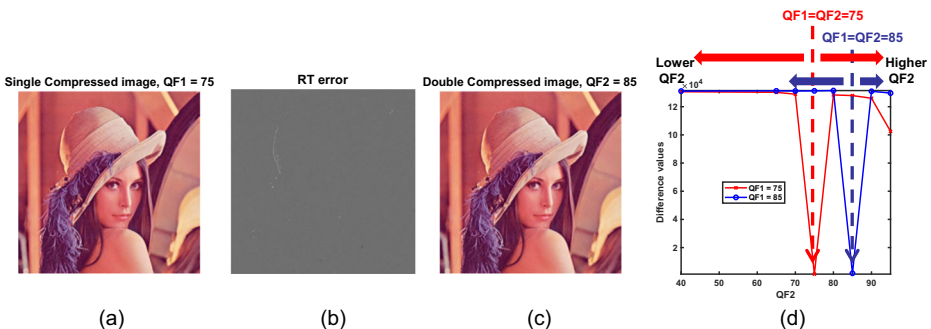 Single Compressed image, QF1 = 75
RT error
Double Compressed image, QF2 = 85
QF1=QF2=75
QF1=QF2=85
Lower
QF2
Higher
QF2
×10⁴
12
10
8
6
4
2
Difference values
QF1 = 75
QF1 = 85
40 50 60 70 80 90
QF2
(a)
(b)
(c)
(d)